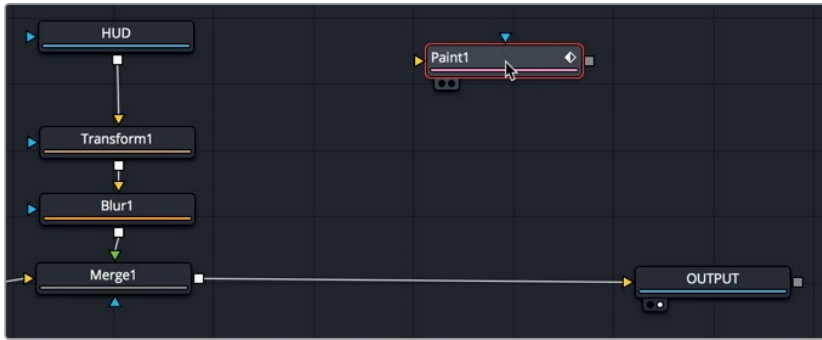 HUD
Paint1
Transform1
Blur1
Merge1
OUTPUT